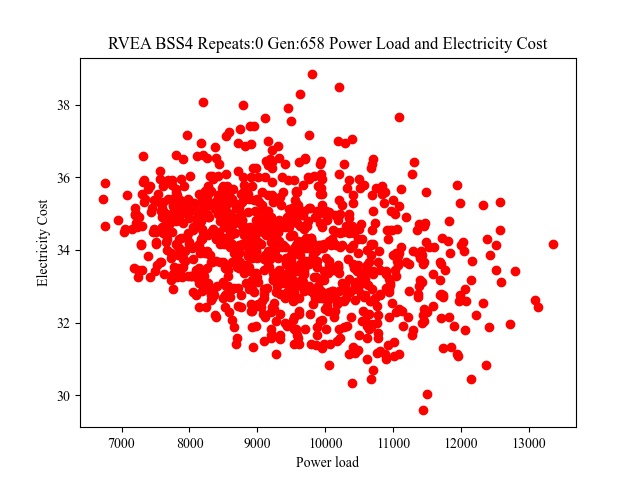 RVEA BSS4 Repeats:0 Gen:658 Power Load and Electricity Cost
38
36
34
32
30
Electricity Cost
7000 8000 9000 10000 11000 12000 13000
Power load